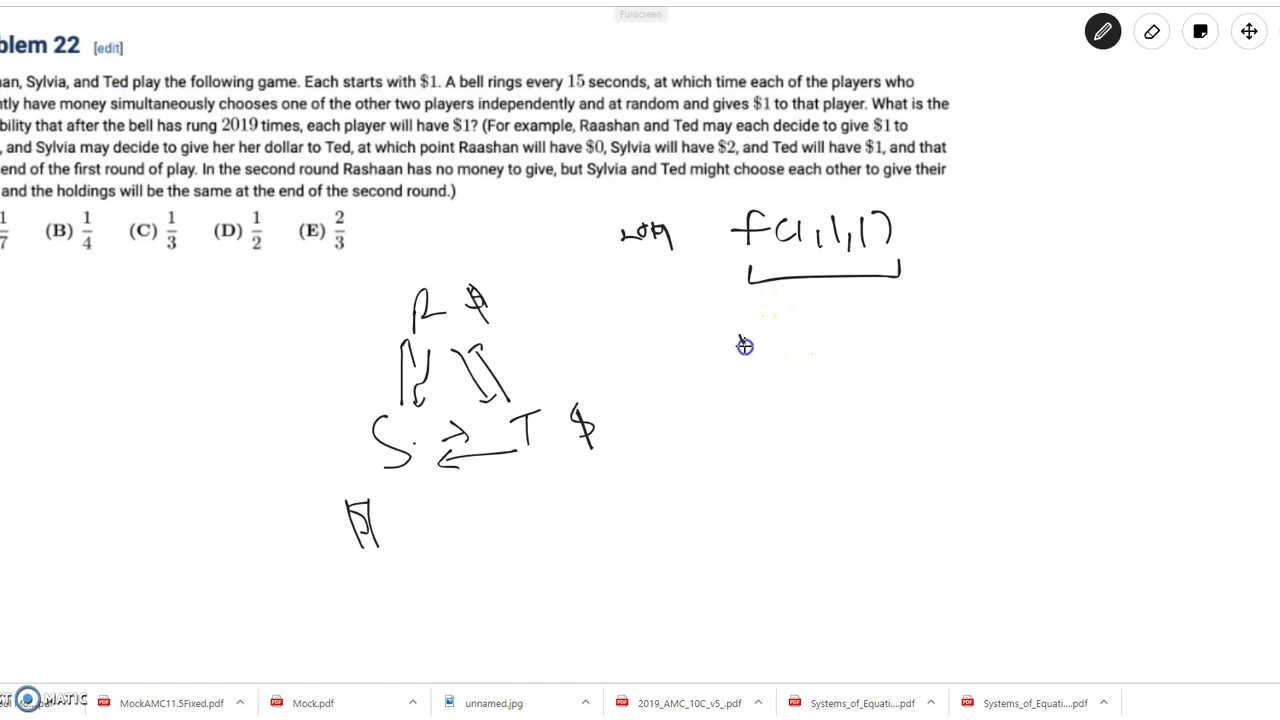 Fullscreen
blem 22 [edit]
an, Sylvia, and Ted play the following game. Each starts with $1. A bell rings every 15 seconds, at which time each of the players who
ntly have money simultaneously chooses one of the other two players independently and at random and gives $1 to that player. What is the
bility that after the bell has rung 2019 times, each player will have $1? (For example, Raashan and Ted may each decide to give $1 to
, and Sylvia may decide to give her her dollar to Ted, at which point Raashan will have $0, Sylvia will have $2, and Ted will have $1, and that
end of the first round of play. In the second round Rashaan has no money to give, but Sylvia and Ted might choose each other to give their
and the holdings will be the same at the end of the second round.)
1/7 (B) 1/4 (C) 1/3 (D) 1/2 (E) 2/3
2019 f(1,1,1)
R $
S T $
MATIC MockAMC11.5Fixed.pdf Mock.pdf unnamed.jpg 2019_AMC_10C_v5_.pdf Systems_of_Equati....pdf Systems_of_Equati....pdf